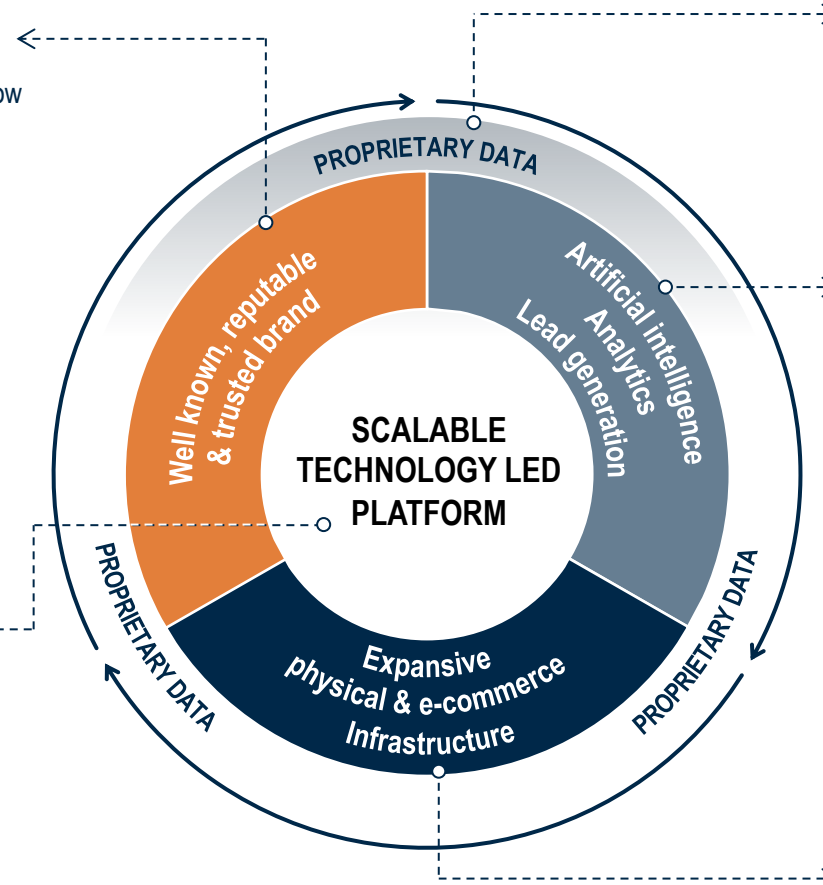 ow
PROPRIETARY DATA
Well known, reputable
& trusted brand
Artificial intelligence
Analytics
Lead generation
SCALABLE
TECHNOLOGY LED
PLATFORM
PROPRIETARY DATA
PROPRIETARY DATA
Expansive
physical & e-commerce
Infrastructure